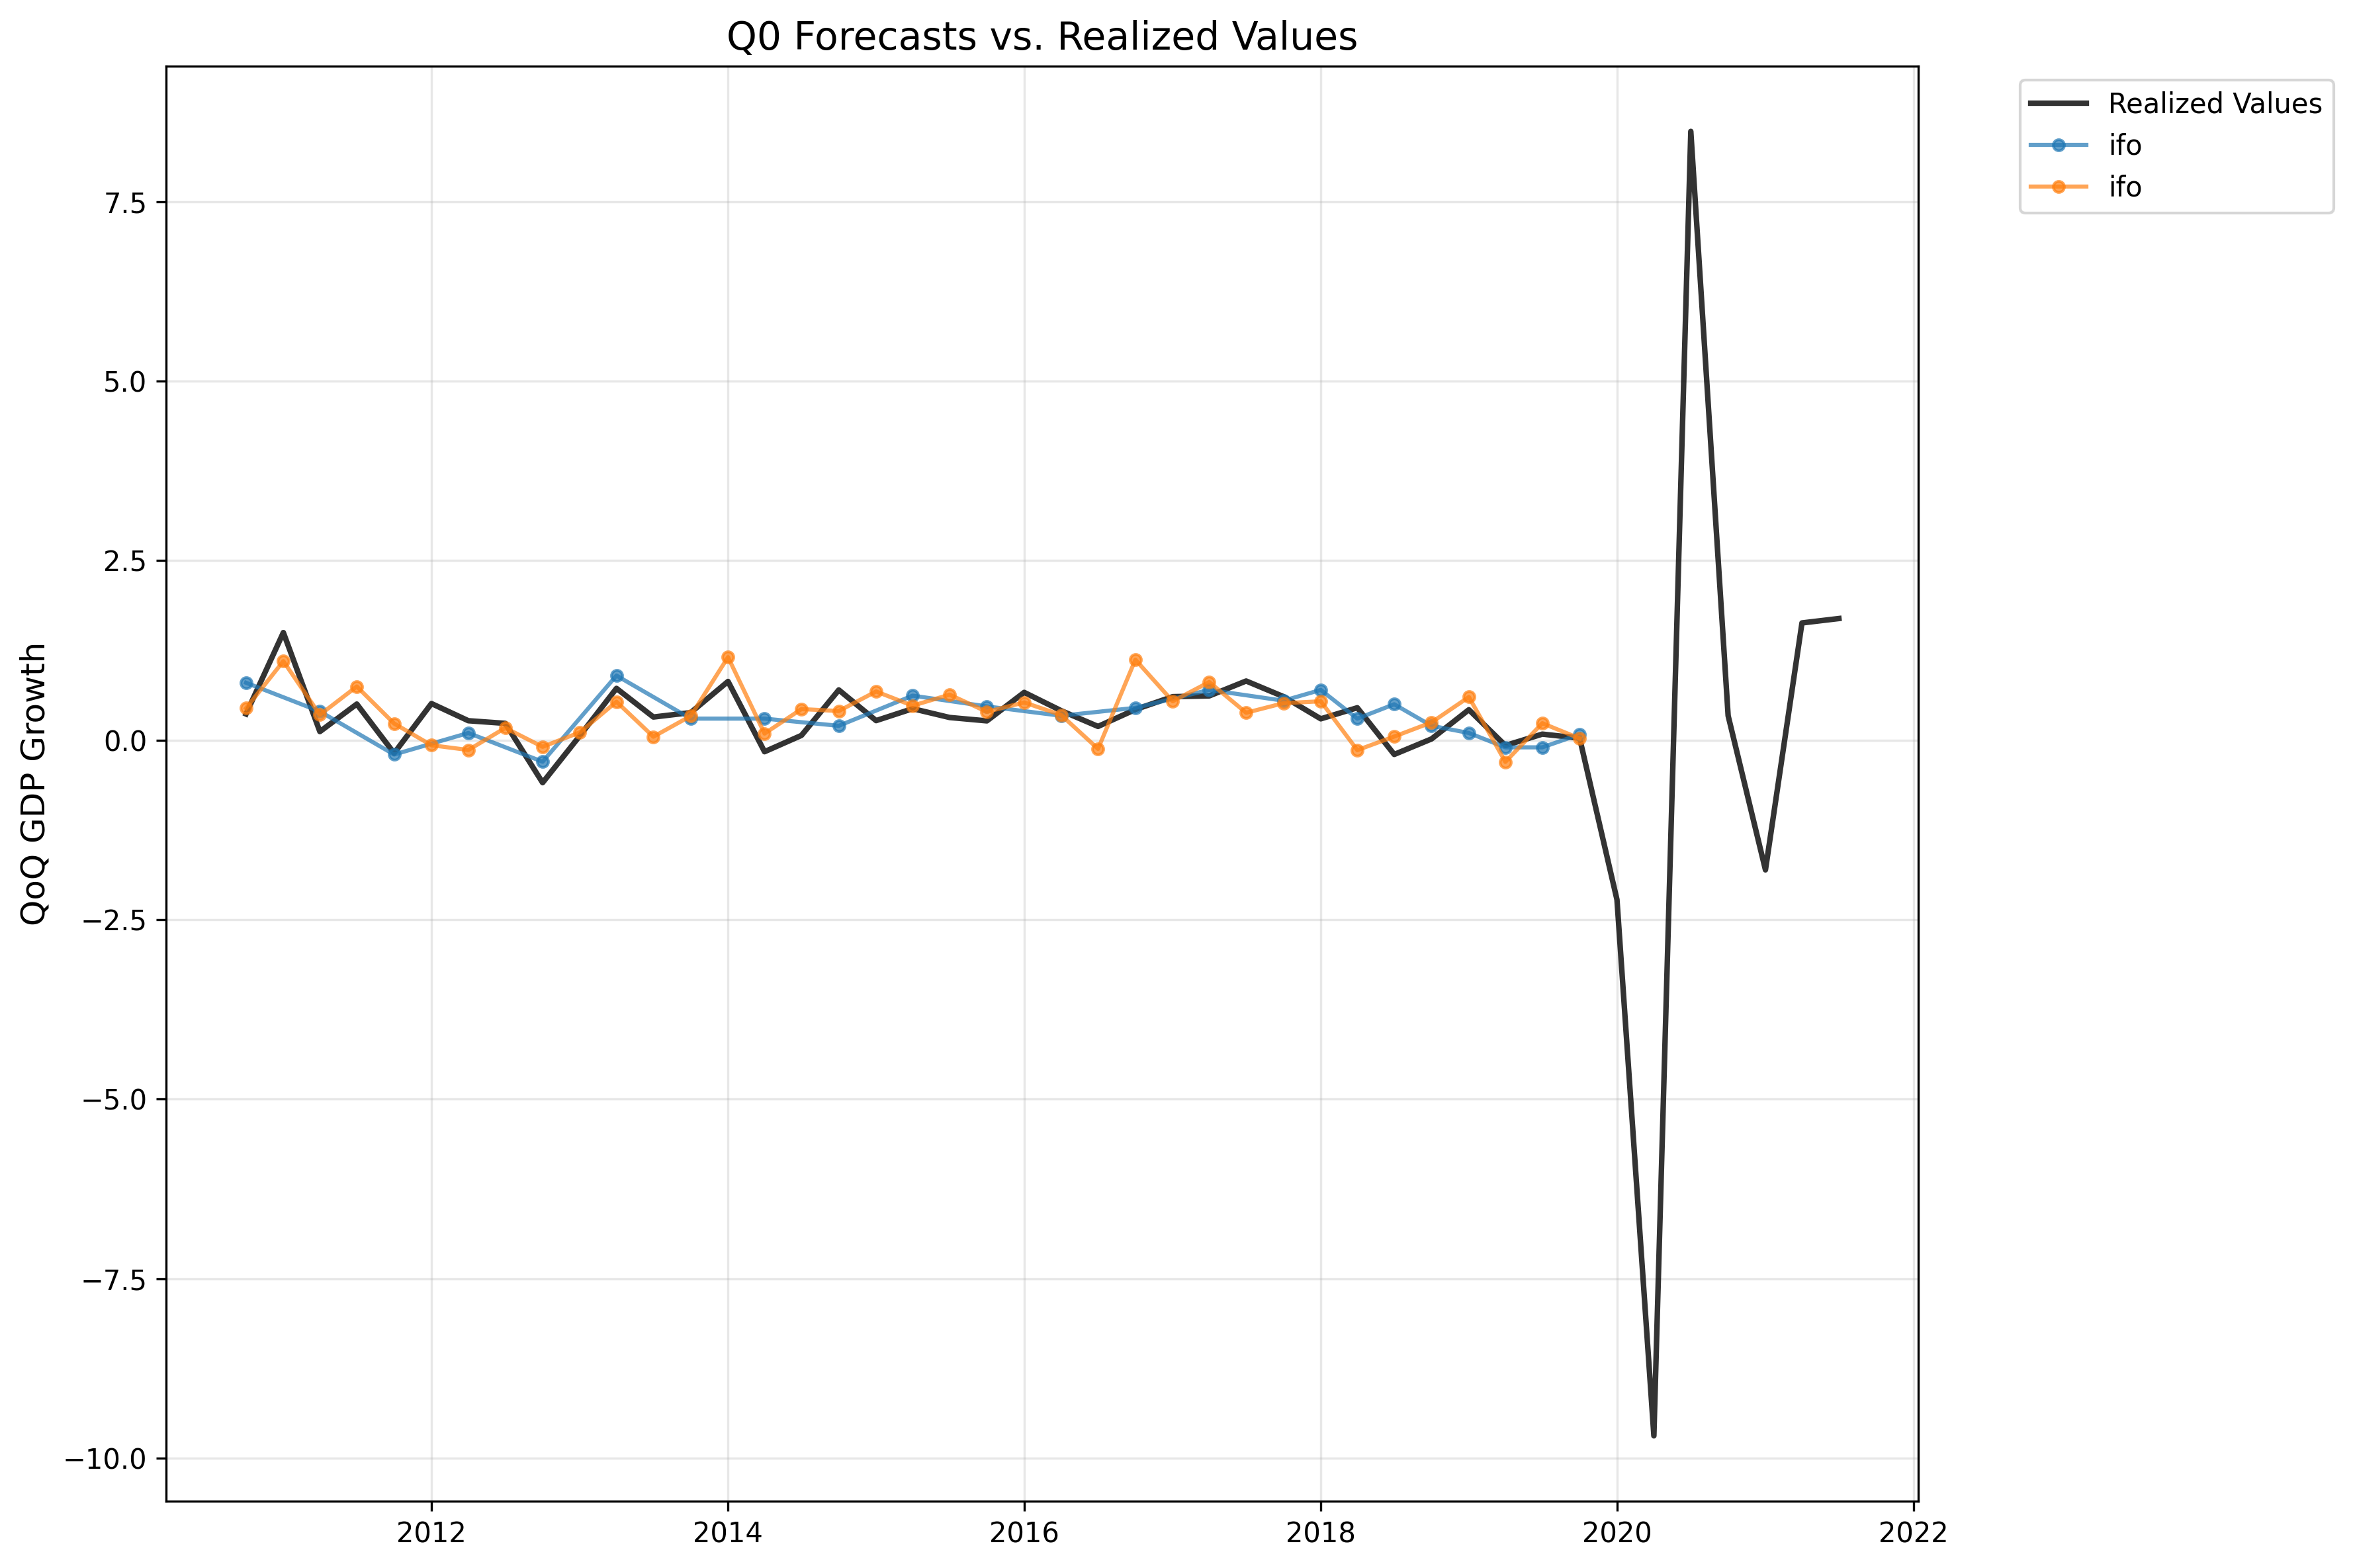 Q0 Forecasts vs. Realized Values
Realized Values
ifo
ifo
QoQ GDP Growth
7.5
5.0
2.5
0.0
−2.5
−5.0
−7.5
−10.0
2012 2014 2016 2018 2020 2022